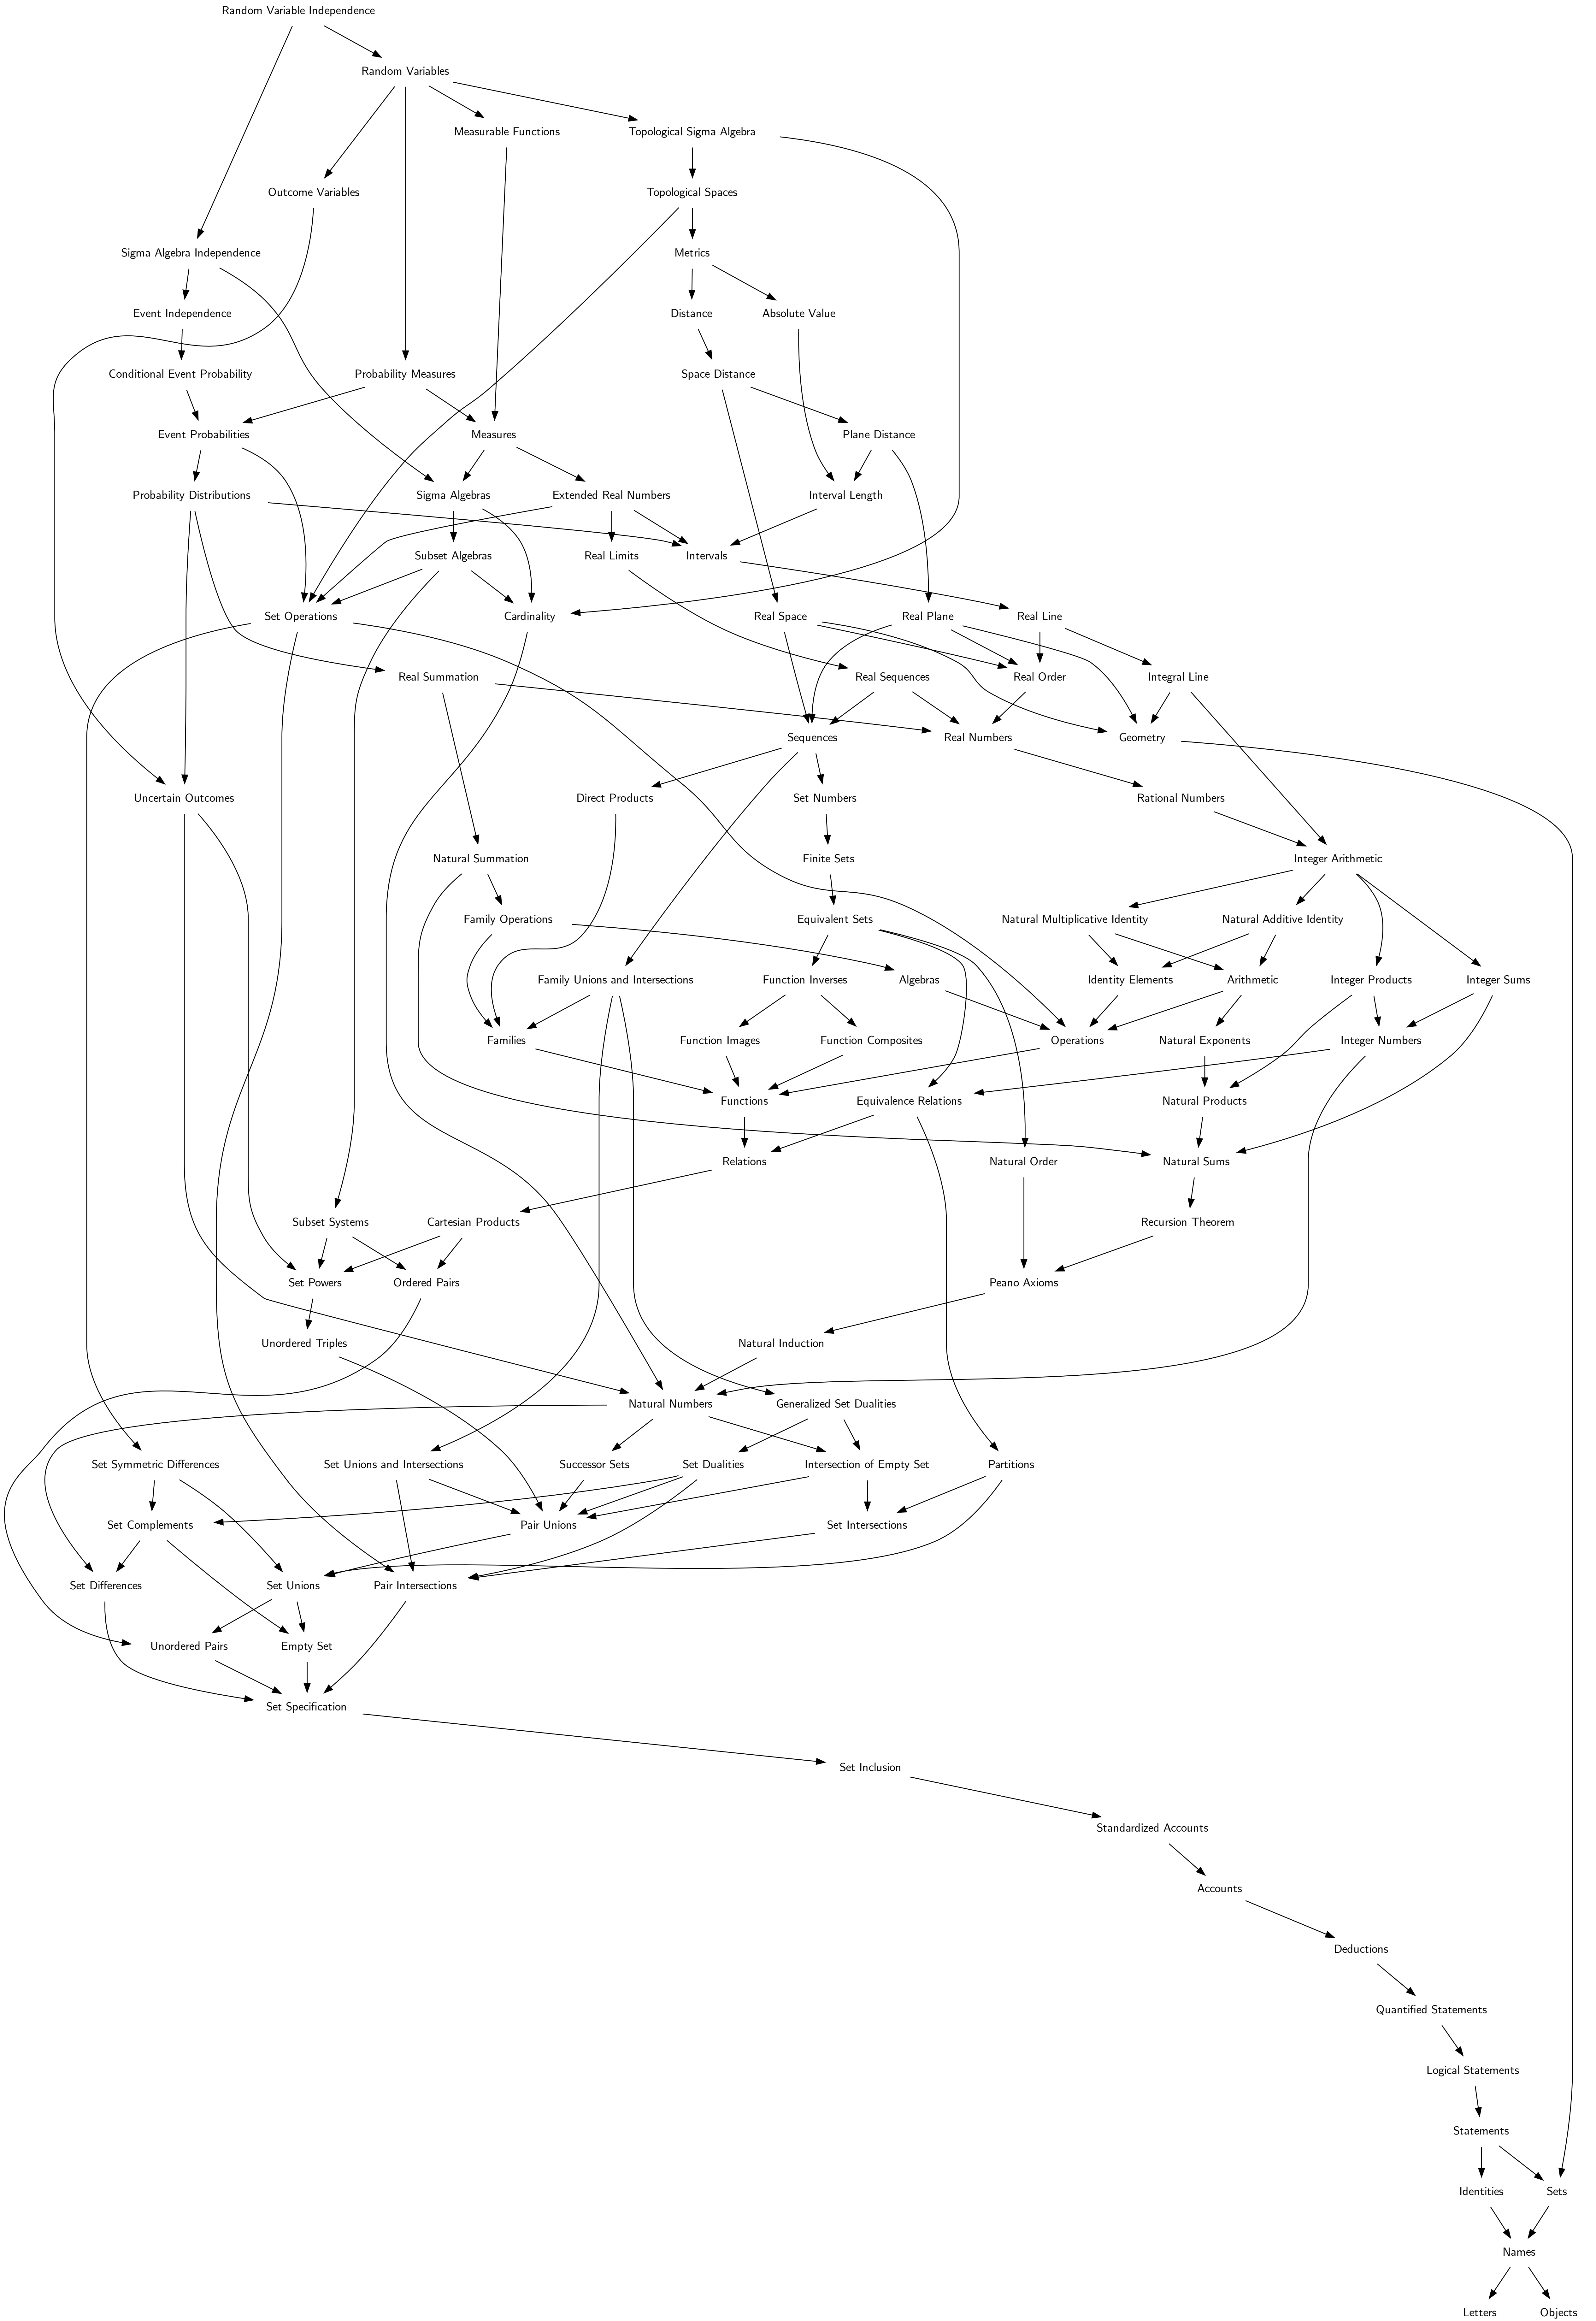 Random Variable Independence
Random Variables
Measurable Functions
Topological Sigma Algebra
Outcome Variables
Topological Spaces
Sigma Algebra Independence
Metrics
Event Independence
Distance
Absolute Value
Conditional Event Probability
Probability Measures
Space Distance
Event Probabilities
Measures
Plane Distance
Probability Distributions
Sigma Algebras
Extended Real Numbers
Interval Length
Subset Algebras
Real Limits
Intervals
Set Operations
Cardinality
Real Space
Real Plane
Real Line
Real Summation
Real Sequences
Real Order
Integral Line
Sequences
Real Numbers
Geometry
Uncertain Outcomes
Direct Products
Set Numbers
Rational Numbers
Natural Summation
Finite Sets
Integer Arithmetic
Family Operations
Equivalent Sets
Natural Multiplicative Identity
Natural Additive Identity
Family Unions and Intersections
Function Inverses
Algebras
Identity Elements
Arithmetic
Integer Products
Integer Sums
Families
Function Images
Function Composites
Operations
Natural Exponents
Integer Numbers
Functions
Equivalence Relations
Natural Products
Relations
Natural Order
Natural Sums
Subset Systems
Cartesian Products
Recursion Theorem
Set Powers
Ordered Pairs
Peano Axioms
Unordered Triples
Natural Induction
Natural Numbers
Generalized Set Dualities
Set Symmetric Differences
Set Unions and Intersections
Successor Sets
Set Dualities
Intersection of Empty Set
Partitions
Set Complements
Pair Unions
Set Intersections
Set Differences
Set Unions
Pair Intersections
Unordered Pairs
Empty Set
Set Specification
Set Inclusion
Standardized Accounts
Accounts
Deductions
Quantified Statements
Logical Statements
Statements
Identities
Sets
Names
Letters
Objects